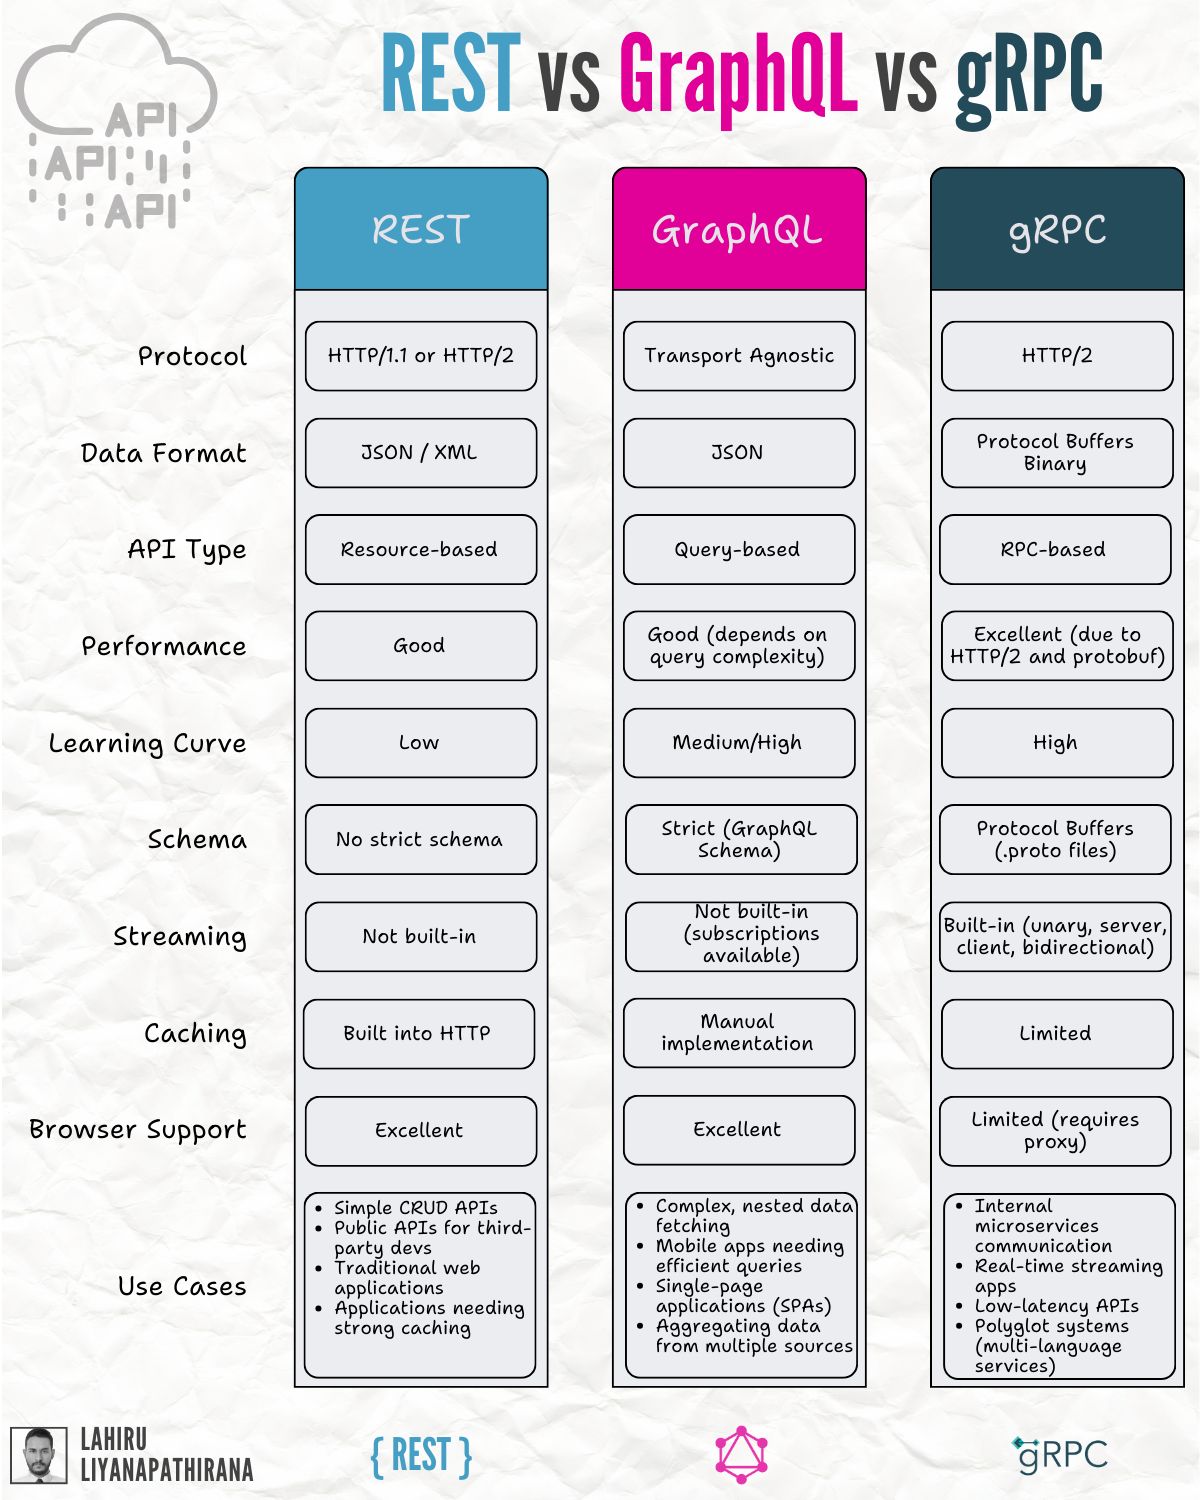 REST vs GraphQL vs gRPC
API
API
API
REST
GraphQL
gRPC
Protocol
HTTP/1.1 or HTTP/2
Transport Agnostic
HTTP/2
Data Format
JSON / XML
JSON
Protocol Buffers
Binary
API Type
Resource-based
Query-based
RPC-based
Performance
Good
Good (depends on
query complexity)
Excellent (due to
HTTP/2 and protobuf)
Learning Curve
Low
Medium/High
High
Schema
No strict schema
Strict (GraphQL
Schema)
Protocol Buffers
(.proto files)
Streaming
Not built-in
Not built-in
(subscriptions
available)
Built-in (unary, server,
client, bidirectional)
Caching
Built into HTTP
Manual
implementation
Limited
Browser Support
Excellent
Excellent
Limited (requires
proxy)
Use Cases
• Simple CRUD APIs
• Public APIs for third-
party devs
• Traditional web
applications
• Applications needing
strong caching
• Complex, nested data
fetching
• Mobile apps needing
efficient queries
• Single-page
applications (SPAs)
• Aggregating data
from multiple sources
• Internal
microservices
communication
• Real-time streaming
apps
• Low-latency APIs
• Polyglot systems
(multi-language
services)
LAHIRU
LIYANAPATHIRANA
{ REST }
gRPC